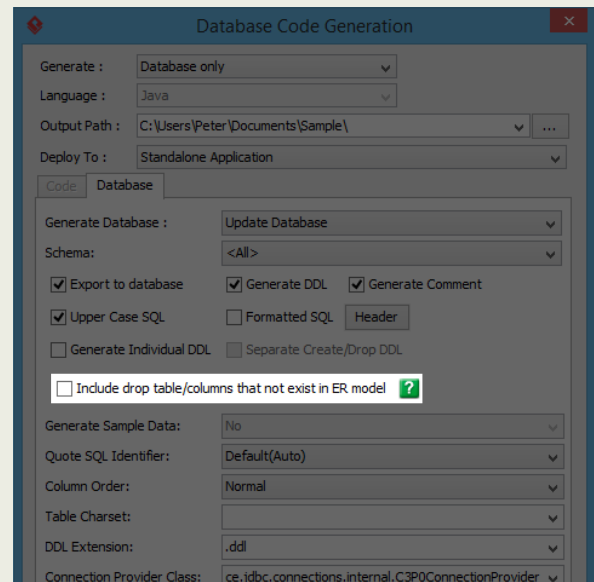 Database Code Generation
Generate : Database only
Language : Java
Output Path : C:\Users\Peter\Documents\Sample\ ...
Deploy To : Standalone Application
Code Database
Generate Database : Update Database
Schema: <All>
Export to database Generate DDL Generate Comment
Upper Case SQL Formatted SQL Header
Generate Individual DDL Separate Create/Drop DDL
Include drop table/columns that not exist in ER model ?
Generate Sample Data: No
Quote SQL Identifier: Default(Auto)
Column Order: Normal
Table Charset:
DDL Extension: .ddl
Connection Provider Class: ce.jdbc.connections.internal.C3P0ConnectionProvider